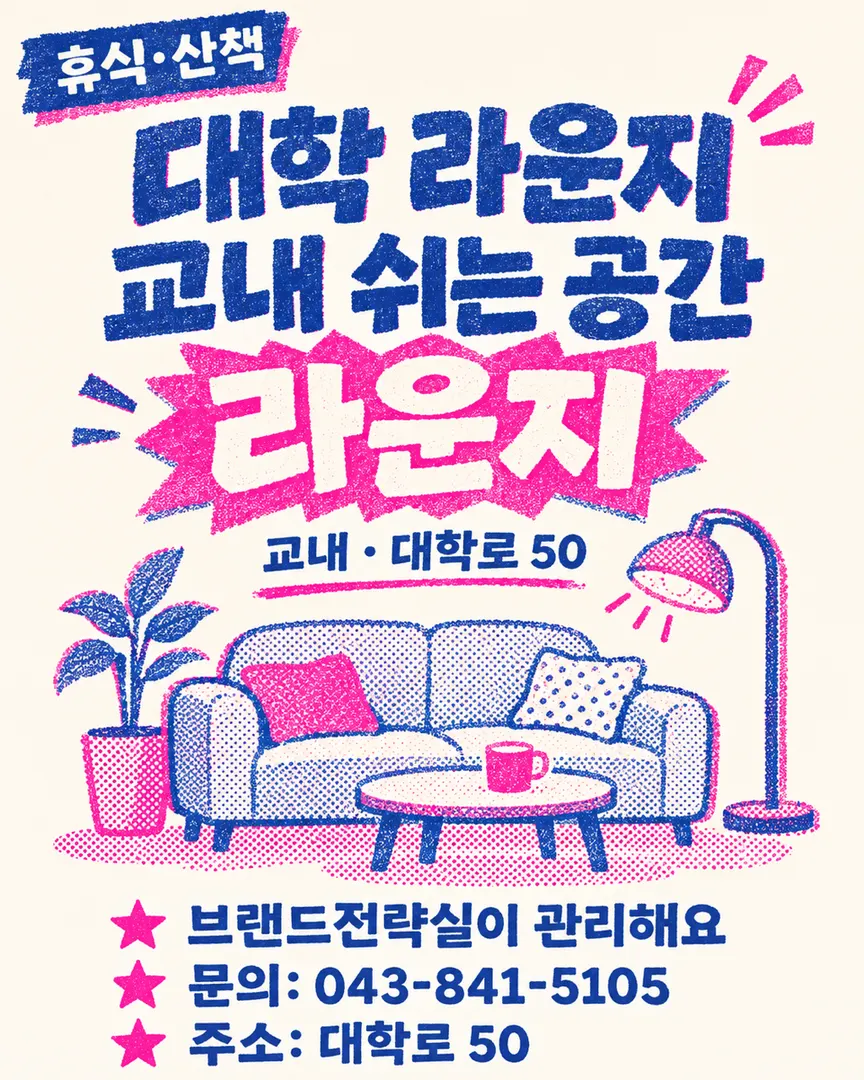 휴식·산책
대학 라운지
교내 쉬는 공간
라운지
교내 · 대학로 50
브랜드전략실이 관리해요
문의: 043-841-5105
주소: 대학로 50